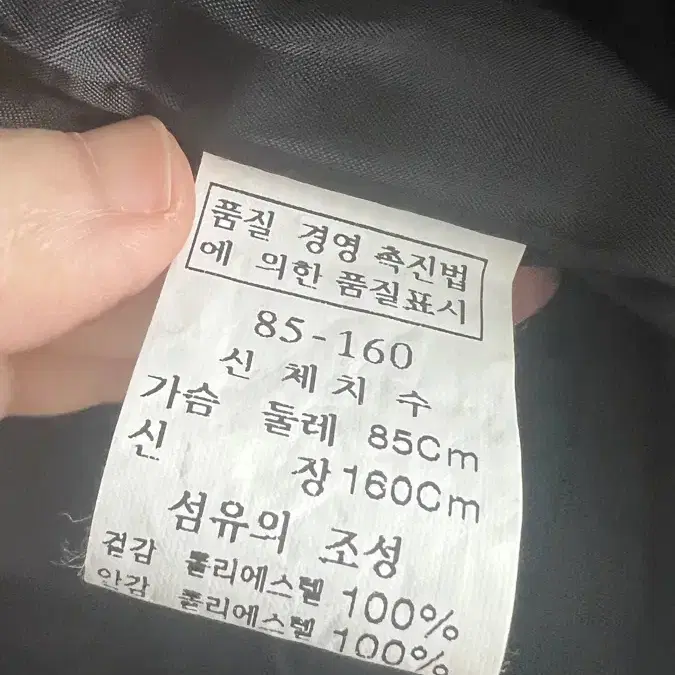 품질 경영 촉진법
에 의한 품질표시
85-160
신 체 치 수
가슴 둘레 85Cm
신 장 160Cm
섬유의 조성
겉감 폴리에스텔 100%
안감 폴리에스텔 100%